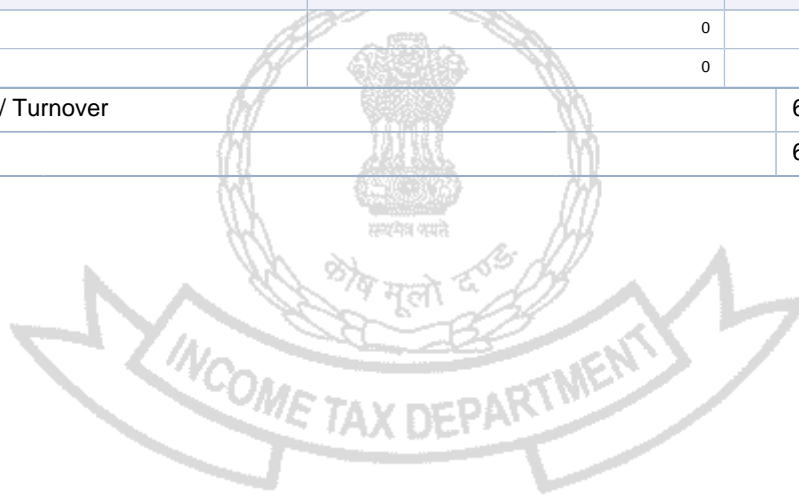 0
0
/ Turnover 6
6
सत्यमेव जयते
कोष मूलो दण्डः
INCOME TAX DEPARTMENT